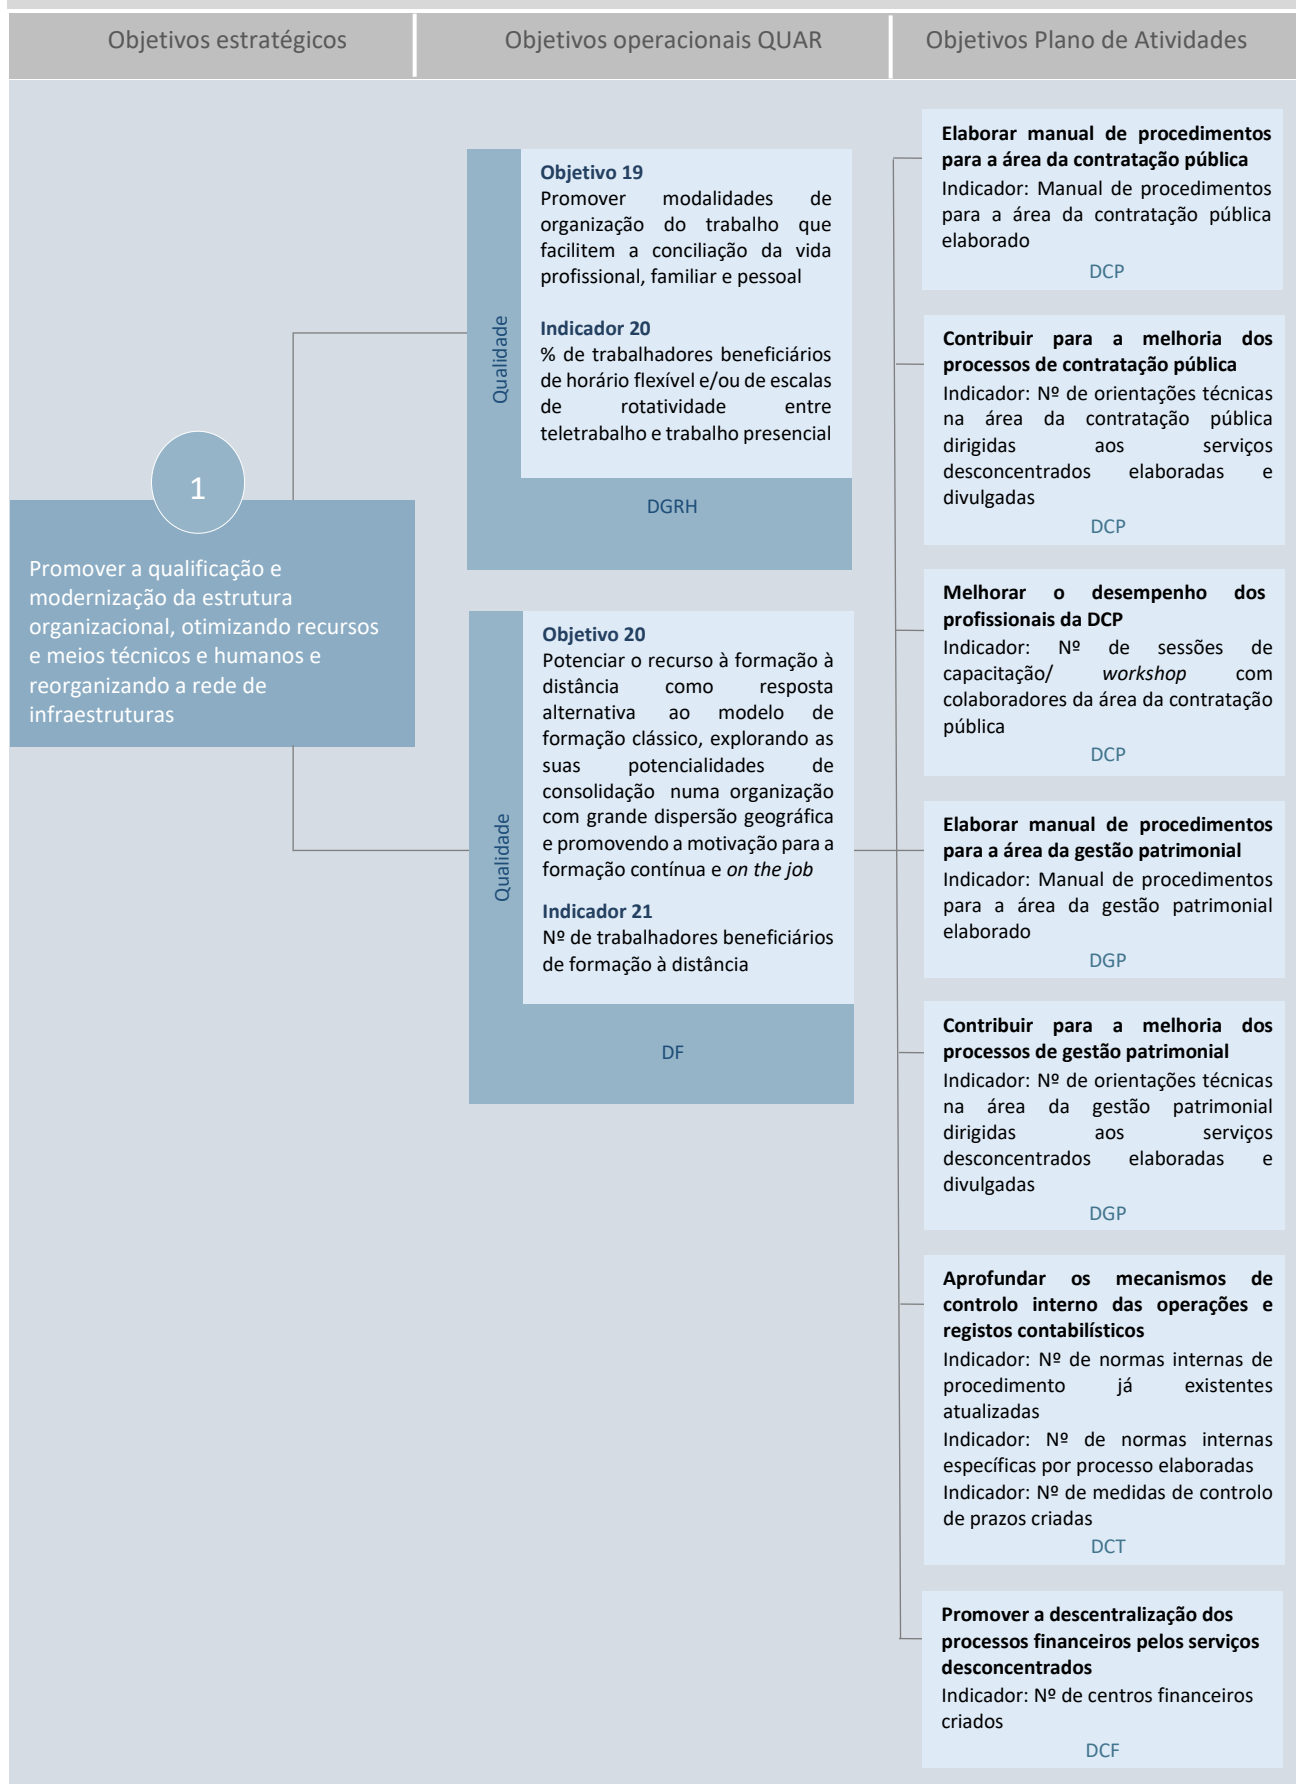 Objetivos estratégicos
Objetivos operacionais QUAR
Objetivos Plano de Atividades
1
Promover a qualificação e
modernização da estrutura
organizacional, otimizando recursos
e meios técnicos e humanos e
reorganizando a rede de
infraestruturas
Qualidade
Objetivo 19
Promover modalidades de
organização do trabalho que
facilitem a conciliação da vida
profissional, familiar e pessoal
Indicador 20
% de trabalhadores beneficiários
de horário flexível e/ou de escalas
de rotatividade entre
teletrabalho e trabalho presencial
DGRH
Qualidade
Objetivo 20
Potenciar o recurso à formação à
distância como resposta
alternativa ao modelo de
formação clássico, explorando as
suas potencialidades de
consolidação numa organização
com grande dispersão geográfica
e promovendo a motivação para a
formação contínua e on the job
Indicador 21
Nº de trabalhadores beneficiários
de formação à distância
DF
Elaborar manual de procedimentos
para a área da contratação pública
Indicador: Manual de procedimentos
para a área da contratação pública
elaborado
DCP
Contribuir para a melhoria dos
processos de contratação pública
Indicador: Nº de orientações técnicas
na área da contratação pública
dirigidas aos serviços
desconcentrados elaboradas e
divulgadas
DCP
Melhorar o desempenho dos
profissionais da DCP
Indicador: Nº de sessões de
capacitação/ workshop com
colaboradores da área da contratação
pública
DCP
Elaborar manual de procedimentos
para a área da gestão patrimonial
Indicador: Manual de procedimentos
para a área da gestão patrimonial
elaborado
DGP
Contribuir para a melhoria dos
processos de gestão patrimonial
Indicador: Nº de orientações técnicas
na área da gestão patrimonial
dirigidas aos serviços
desconcentrados elaboradas e
divulgadas
DGP
Aprofundar os mecanismos de
controlo interno das operações e
registos contabilísticos
Indicador: Nº de normas internas de
procedimento já existentes
atualizadas
Indicador: Nº de normas internas
específicas por processo elaboradas
Indicador: Nº de medidas de controlo
de prazos criadas
DCT
Promover a descentralização dos
processos financeiros pelos serviços
desconcentrados
Indicador: Nº de centros financeiros
criados
DCF